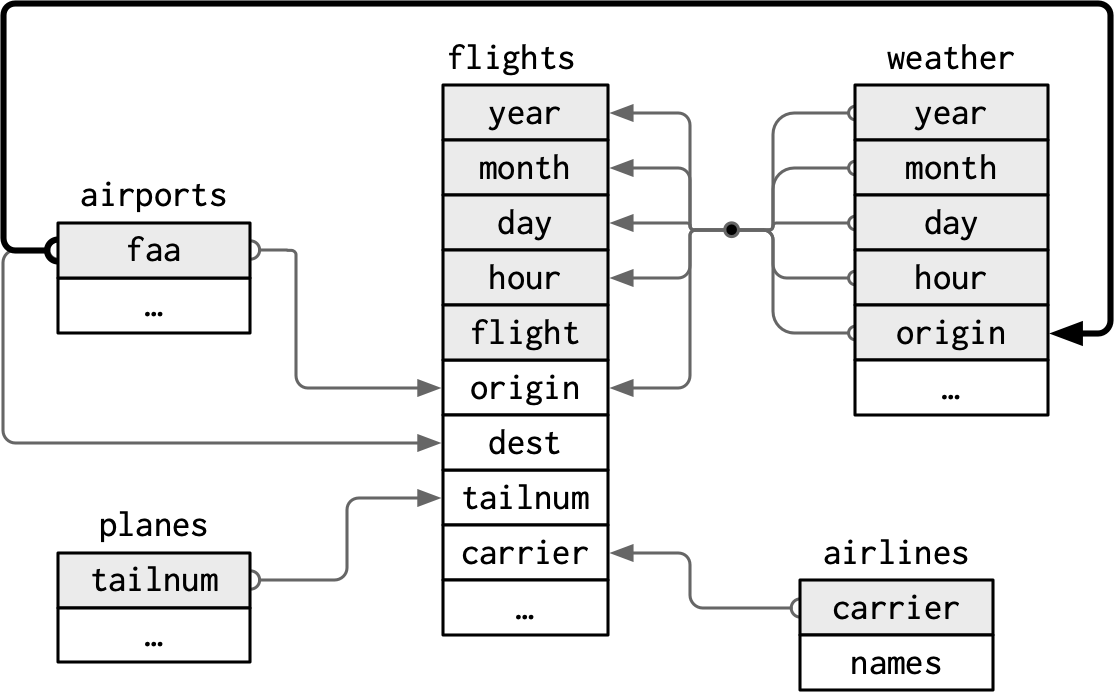 flights
year
month
day
hour
flight
origin
dest
tailnum
carrier
…
weather
year
month
day
hour
origin
…
airports
faa
…
planes
tailnum
…
airlines
carrier
names